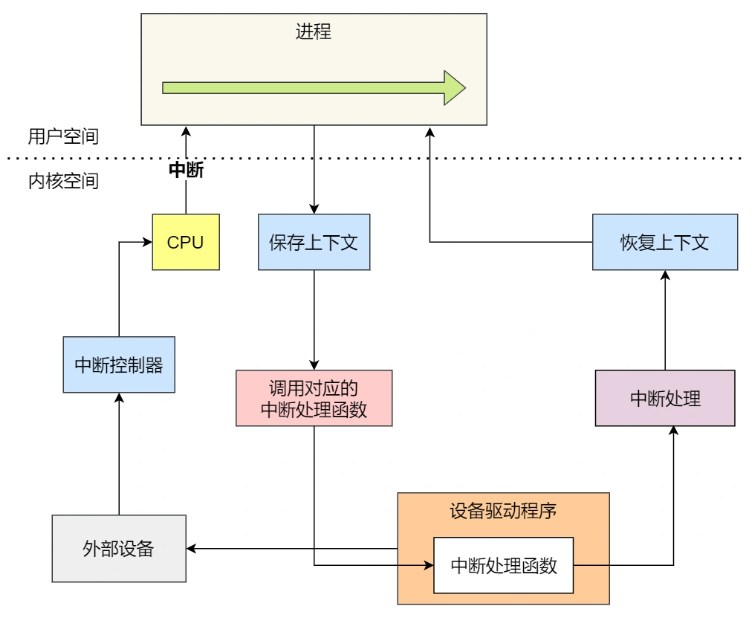 进程
用户空间
中断
内核空间
CPU
保存上下文
恢复上下文
中断控制器
调用对应的
中断处理函数
中断处理
设备驱动程序
外部设备
中断处理函数